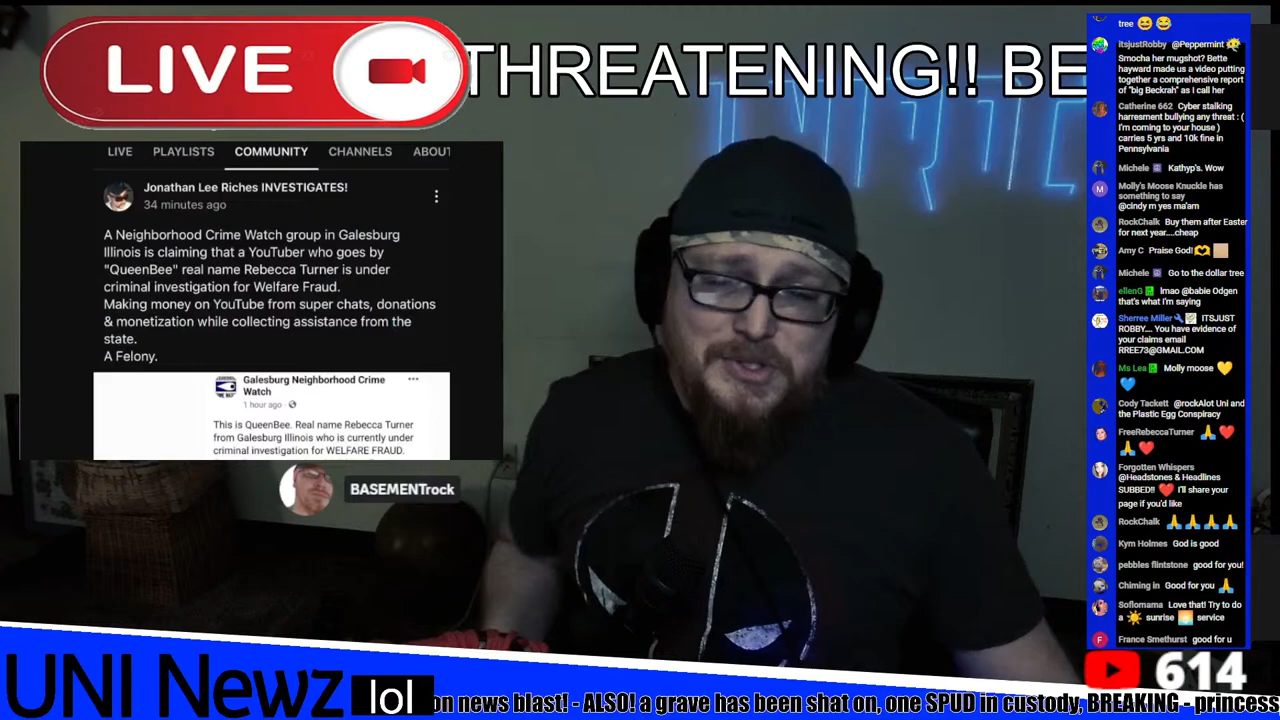 LIVE
THREATENING!! BE
LIVE PLAYLISTS COMMUNITY CHANNELS ABOUT
Jonathan Lee Riches INVESTIGATES!
34 minutes ago
A Neighborhood Crime Watch group in Galesburg
Illinois is claiming that a YouTuber who goes by
"QueenBee" real name Rebecca Turner is under
criminal investigation for Welfare Fraud.
Making money on YouTube from super chats, donations
& monetization while collecting assistance from the
state.
A Felony.
Galesburg Neighborhood Crime
Watch
1 hour ago
This is QueenBee. Real name Rebecca Turner
from Galesburg Illinois who is currently under
criminal investigation for WELFARE FRAUD.
BASEMENTrock
tree 😆 😂
itsjustRobby @Peppermint
Smocha her mugshot? Bette
hayward made us a video putting
together a comprehensive report
of "big Beckrah" as I call her
Catherine 662 Cyber stalking
harresment bullying any threat : (
I'm coming to your house )
carries 5 yrs and 10k fine in
Pennsylvania
Michele Kathyp's. Wow
Molly's Moose Knuckle has
something to say
@cindy m yes ma'am
RockChalk Buy them after Easter
for next year....cheap
Amy C Praise God!
Michele Go to the dollar tree
ellenG lmao @babie Odgen
that's what i'm saying
Sherree Miller ITSJUST
ROBBY.... You have evidence of
your claims email
RREE73@GMAIL.COM
Ms Lea Molly moose 💛
💙
Cody Tackett @rockAlot Uni and
the Plastic Egg Conspiracy
FreeRebeccaTurner 🙏 ❤️
🙏 ❤️
Forgotten Whispers
@Headstones & Headlines
SUBBED!! ❤️ I'll share your
page if you'd like
RockChalk 🙏 🙏 🙏 🙏
Kym Holmes God is good
pebbles flintstone good for you!
Chiming in Good for you 🙏
Soflomama Love that! Try to do
a ☀️ sunrise 🌅 service
France Smethurst good for u
614
UNI Newz
lol
on news blast! - ALSO! a grave has been shat on, one SPUD in custody, BREAKING - princess